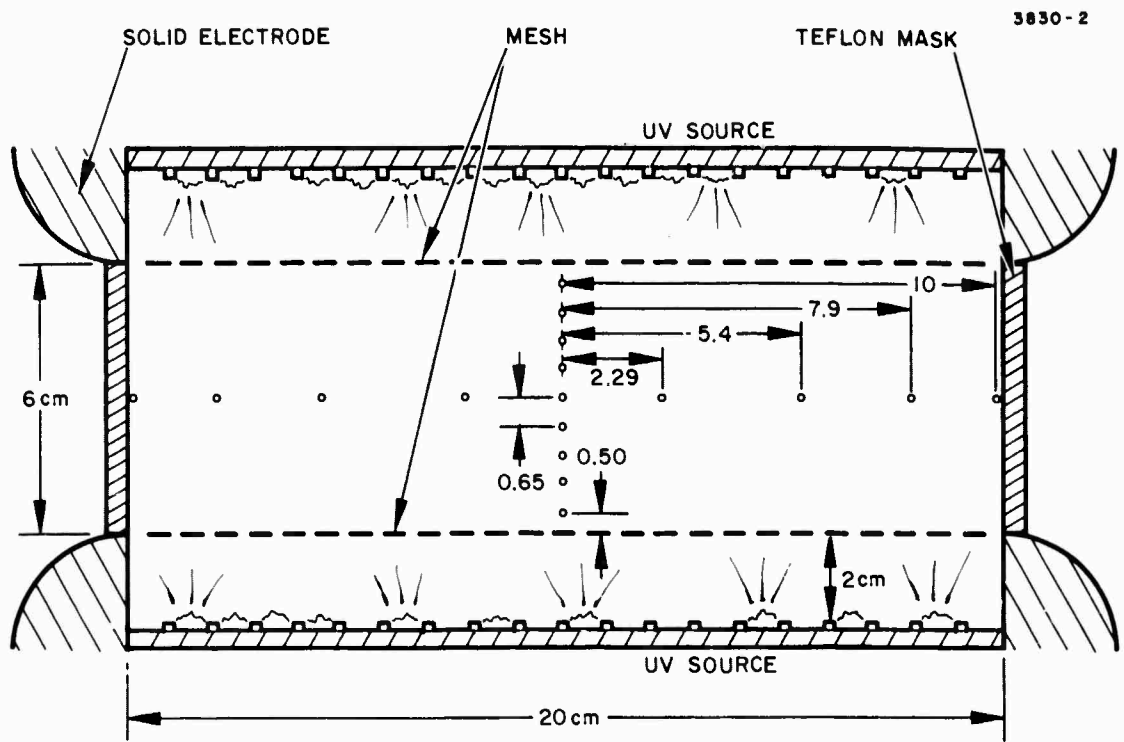 3830-2
SOLID ELECTRODE
MESH
TEFLON MASK
UV SOURCE
10
7.9
5.4
2.29
6cm
0.50
0.65
2cm
UV SOURCE
20cm